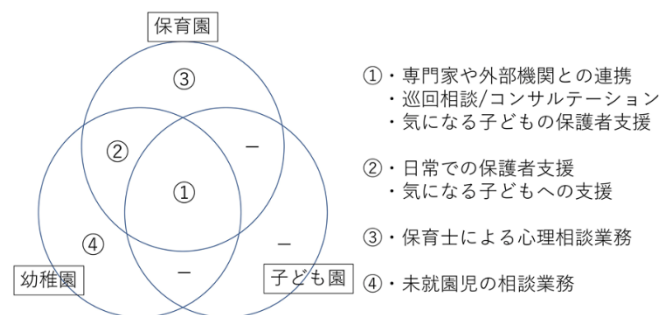 保育園
③
②
－
①
④
－
－
幼稚園
子ども園
①・専門家や外部機関との連携
・巡回相談/コンサルテーション
・気になる子どもの保護者支援
②・日常での保護者支援
・気になる子どもへの支援
③・保育士による心理相談業務
④・未就園児の相談業務